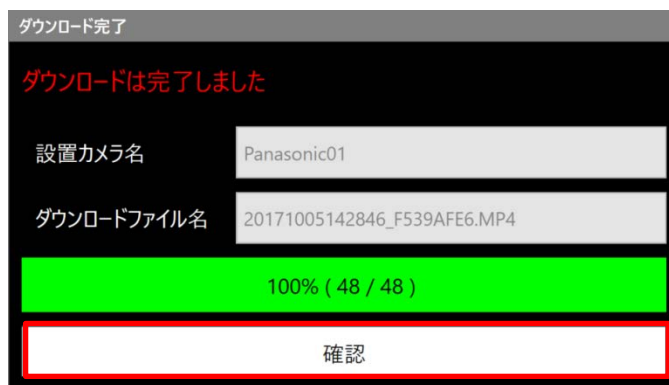 ダウンロード完了
ダウンロードは完了しました
設置カメラ名 Panasonic01
ダウンロードファイル名 20171005142846_F539AFE6.MP4
100% ( 48 / 48 )
確認